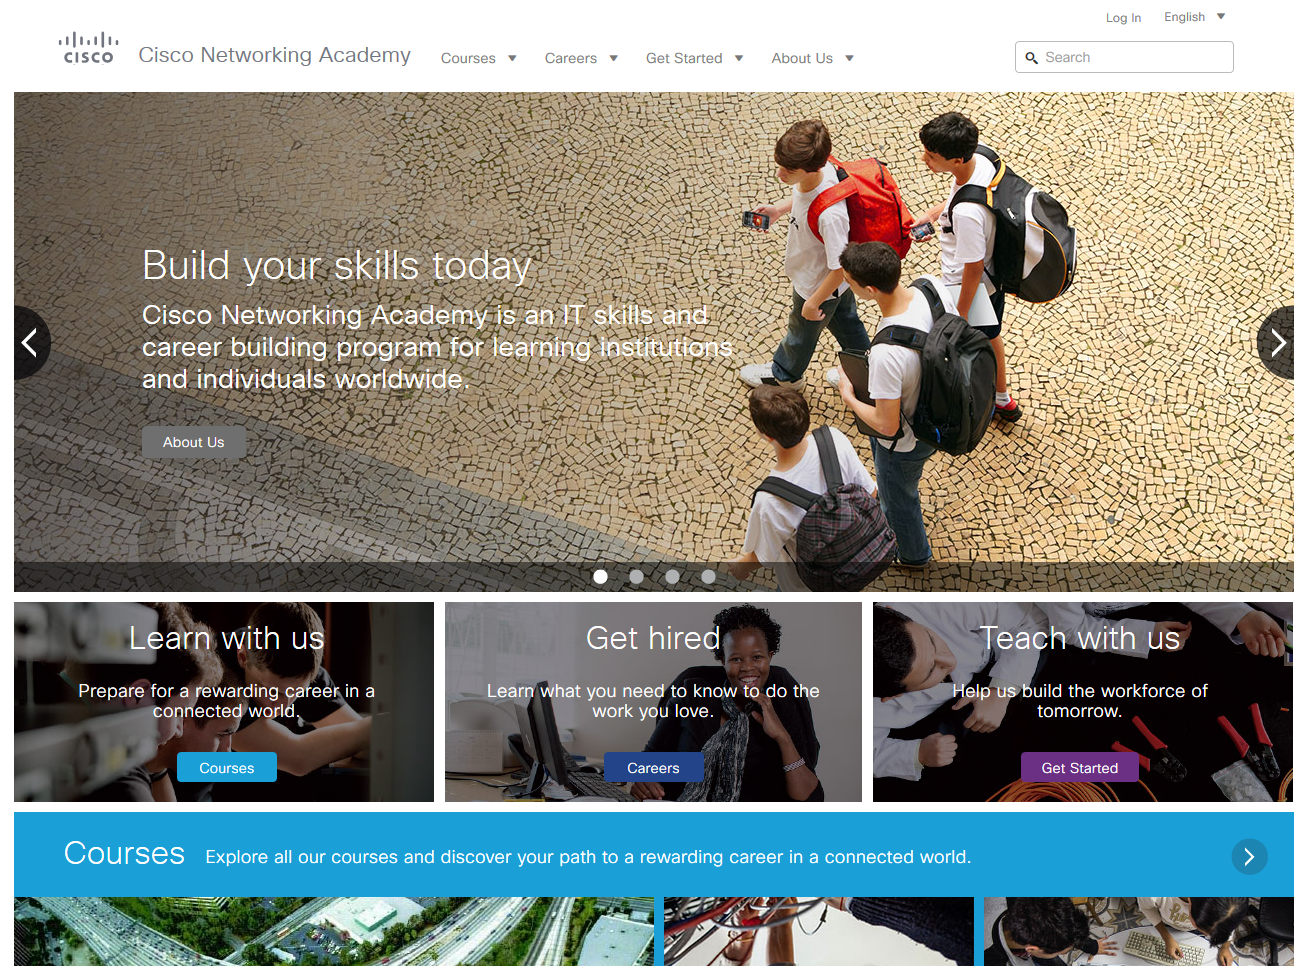 Log In English
CISCO
Cisco Networking Academy
Courses Careers Get Started About Us
Search
Build your skills today
Cisco Networking Academy is an IT skills and
career building program for learning institutions
and individuals worldwide.
About Us
Learn with us
Prepare for a rewarding career in a
connected world.
Courses
Get hired
Learn what you need to know to do the
work you love.
Careers
Teach with us
Help us build the workforce of
tomorrow.
Get Started
Courses Explore all our courses and discover your path to a rewarding career in a connected world.